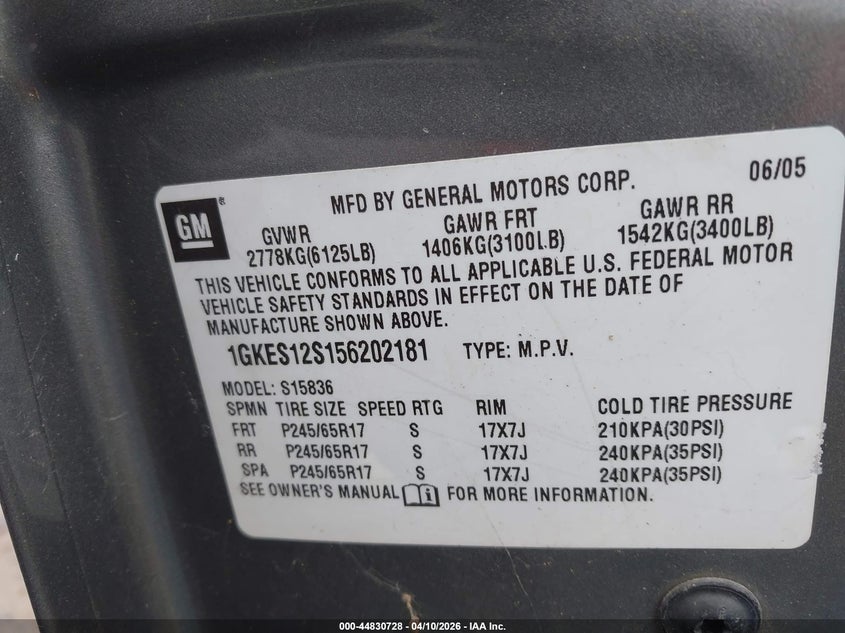 06/05
MFD BY GENERAL MOTORS CORP.
GM®
GVWR GAWR FRT GAWR RR
2778KG(6125LB) 1406KG(3100LB) 1542KG(3400LB)
THIS VEHICLE CONFORMS TO ALL APPLICABLE U.S. FEDERAL MOTOR
VEHICLE SAFETY STANDARDS IN EFFECT ON THE DATE OF
MANUFACTURE SHOWN ABOVE.
1GKES12S156202181 TYPE: M.P.V.
MODEL: S15836
SPMN TIRE SIZE SPEED RTG RIM COLD TIRE PRESSURE
FRT P245/65R17 S 17X7J 210KPA(30PSI)
RR P245/65R17 S 17X7J 240KPA(35PSI)
SPA P245/65R17 S 17X7J 240KPA(35PSI)
SEE OWNER'S MANUAL FOR MORE INFORMATION.
000-44830728 - 04/10/2026 - IAA Inc.